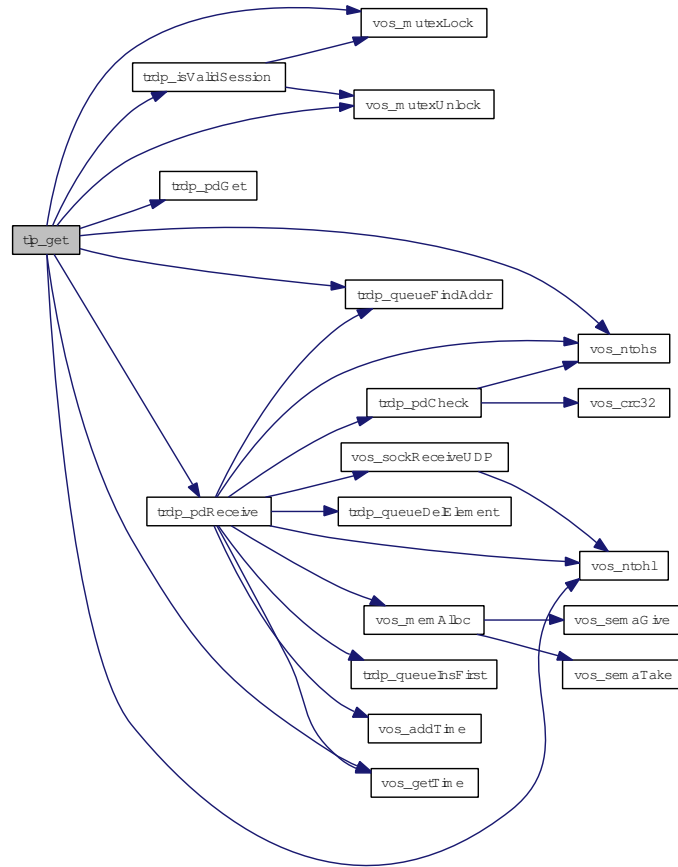 vos_mutexLock
trdp_isValidSession
vos_mutexUnlock
trdp_pdGet
tlp_get
trdp_queueFindAddr
vos_ntohs
trdp_pdCheck
vos_crc32
vos_sockReceiveUDP
trdp_pdReceive
trdp_queueDelElement
vos_ntohl
vos_memAlloc
vos_semaGive
trdp_queueInsFirst
vos_semaTake
vos_addTime
vos_getTime